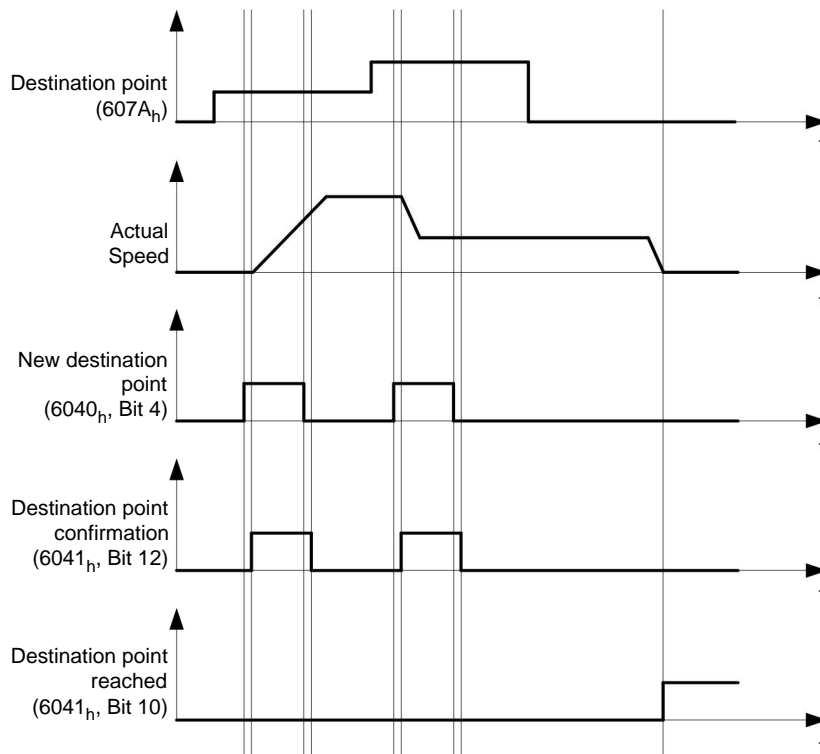 Destination point
(607Ah)
Actual
Speed
New destination
point
(6040h, Bit 4)
Destination point
confirmation
(6041h, Bit 12)
Destination point
reached
(6041h, Bit 10)